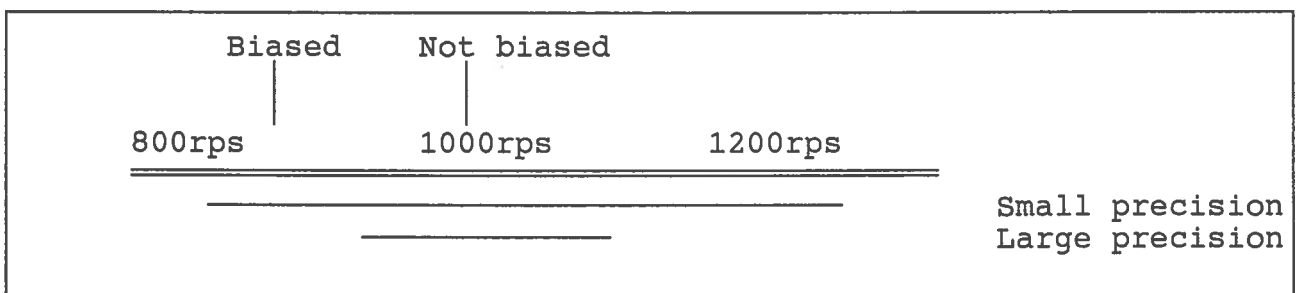 Biased Not biased
800rps 1000rps 1200rps
Small precision
Large precision